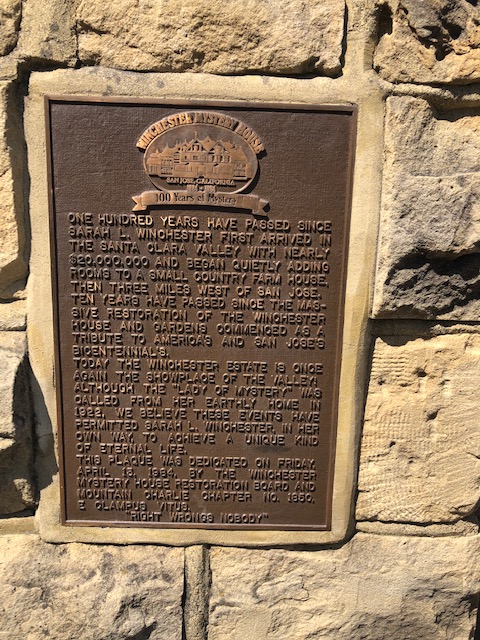 WINCHESTER MYSTERY HOUSE
SAN JOSE, CALIFORNIA
100 Years of Mystery
ONE HUNDRED YEARS HAVE PASSED SINCE
SARAH L. WINCHESTER FIRST ARRIVED IN
THE SANTA CLARA VALLEY WITH NEARLY
$20,000,000 AND BEGAN QUIETLY ADDING
ROOMS TO A SMALL COUNTRY FARM HOUSE,
THEN THREE MILES WEST OF SAN JOSE.
TEN YEARS HAVE PASSED SINCE THE MAS-
SIVE RESTORATION OF THE WINCHESTER
HOUSE AND GARDENS COMMENCED AS A
TRIBUTE TO AMERICA'S AND SAN JOSE'S
BICENTENNIAL'S.
TODAY THE WINCHESTER ESTATE IS ONCE
AGAIN THE SHOWPLACE OF THE VALLEY!
ALTHOUGH THE "LADY OF MYSTERY" WAS
CALLED FROM HER EARTHLY HOME IN
1922, WE BELIEVE THESE EVENTS HAVE
PERMITTED SARAH L. WINCHESTER, IN HER
OWN WAY, TO ACHIEVE A UNIQUE KIND
OF ETERNAL LIFE.
THIS PLAQUE WAS DEDICATED ON FRIDAY,
APRIL 13, 1984, BY THE WINCHESTER
MYSTERY HOUSE RESTORATION BOARD AND
MOUNTAIN CHARLIE CHAPTER NO. 1850,
E CLAMPUS VITUS.
"RIGHT WRONGS NOBODY"